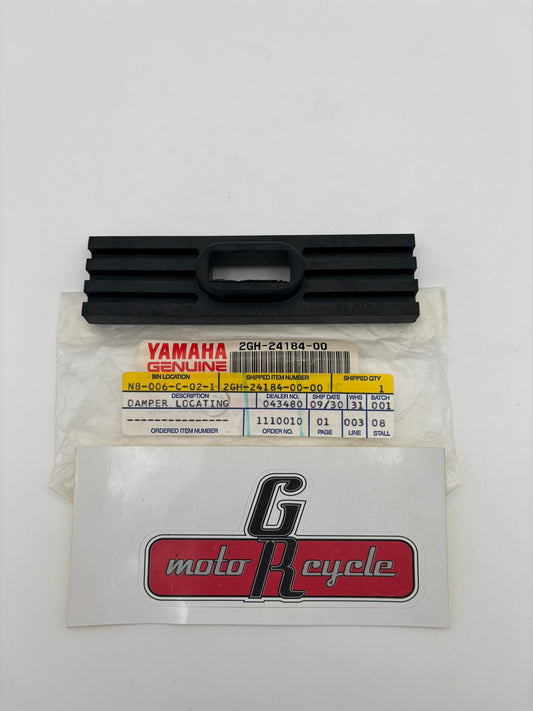 YAMAHA 2GH-24184-00
GENUINE
BIN LOCATION SHIPPED ITEM NUMBER SHIPPED QTY
N8-006-C-02-1 2GH-24184-00-00 1
DESCRIPTION DEALER NO. SHIP DATE WHS BATCH
DAMPER LOCATING 043480 09/30 31 001
---------------- 1110010 01 003 08
ORDERED ITEM NUMBER ORDER NO. PAGE LINE STALL
GR
moto cycle